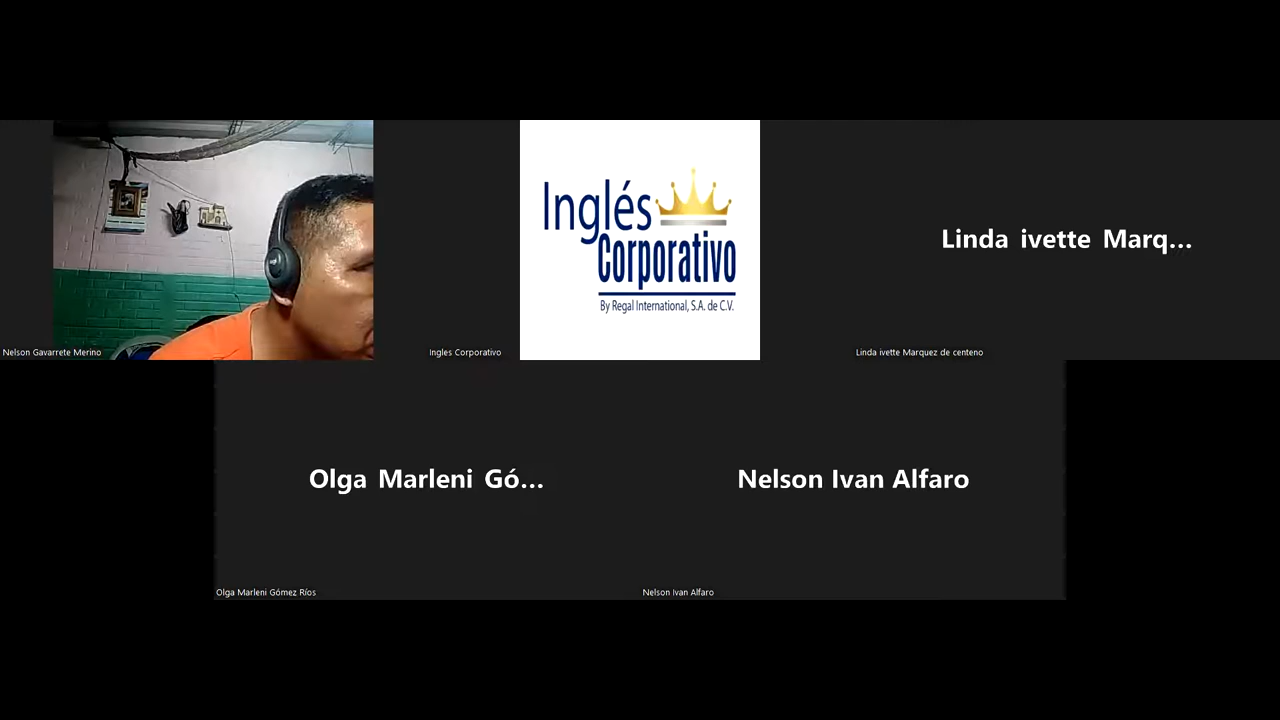 Inglés
Corporativo
By Regal International, S.A. de C.V.
Linda ivette Marq...
Nelson Gavarrete Merino
Ingles Corporativo
Linda ivette Marquez de centeno
Olga Marleni Gó...
Nelson Ivan Alfaro
Olga Marleni Gómez Ríos
Nelson Ivan Alfaro